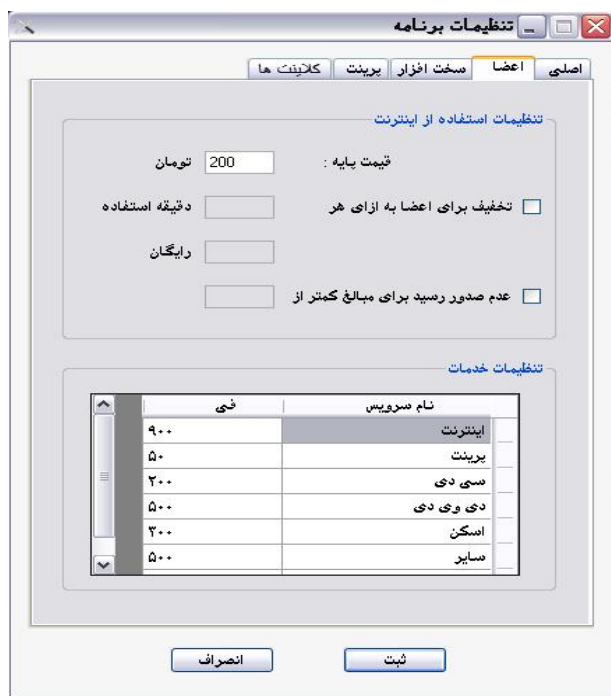 تنظیمات برنامه
اصلی اعضا سخت افزار پرینت کلاینت ها
تنظیمات استفاده از اینترنت
قیمت پایه : 200 تومان
تخفیف برای اعضا به ازای هر دقیقه استفاده
رایگان
عدم صدور رسید برای مبالغ کمتر از
تنظیمات خدمات
نام سرویس فی
اینترنت ۹۰۰
پرینت ۵۰
سی دی ۲۰۰
دی وی دی ۵۰۰
اسکن ۳۰۰
سایر ۵۰۰
ثبت انصراف